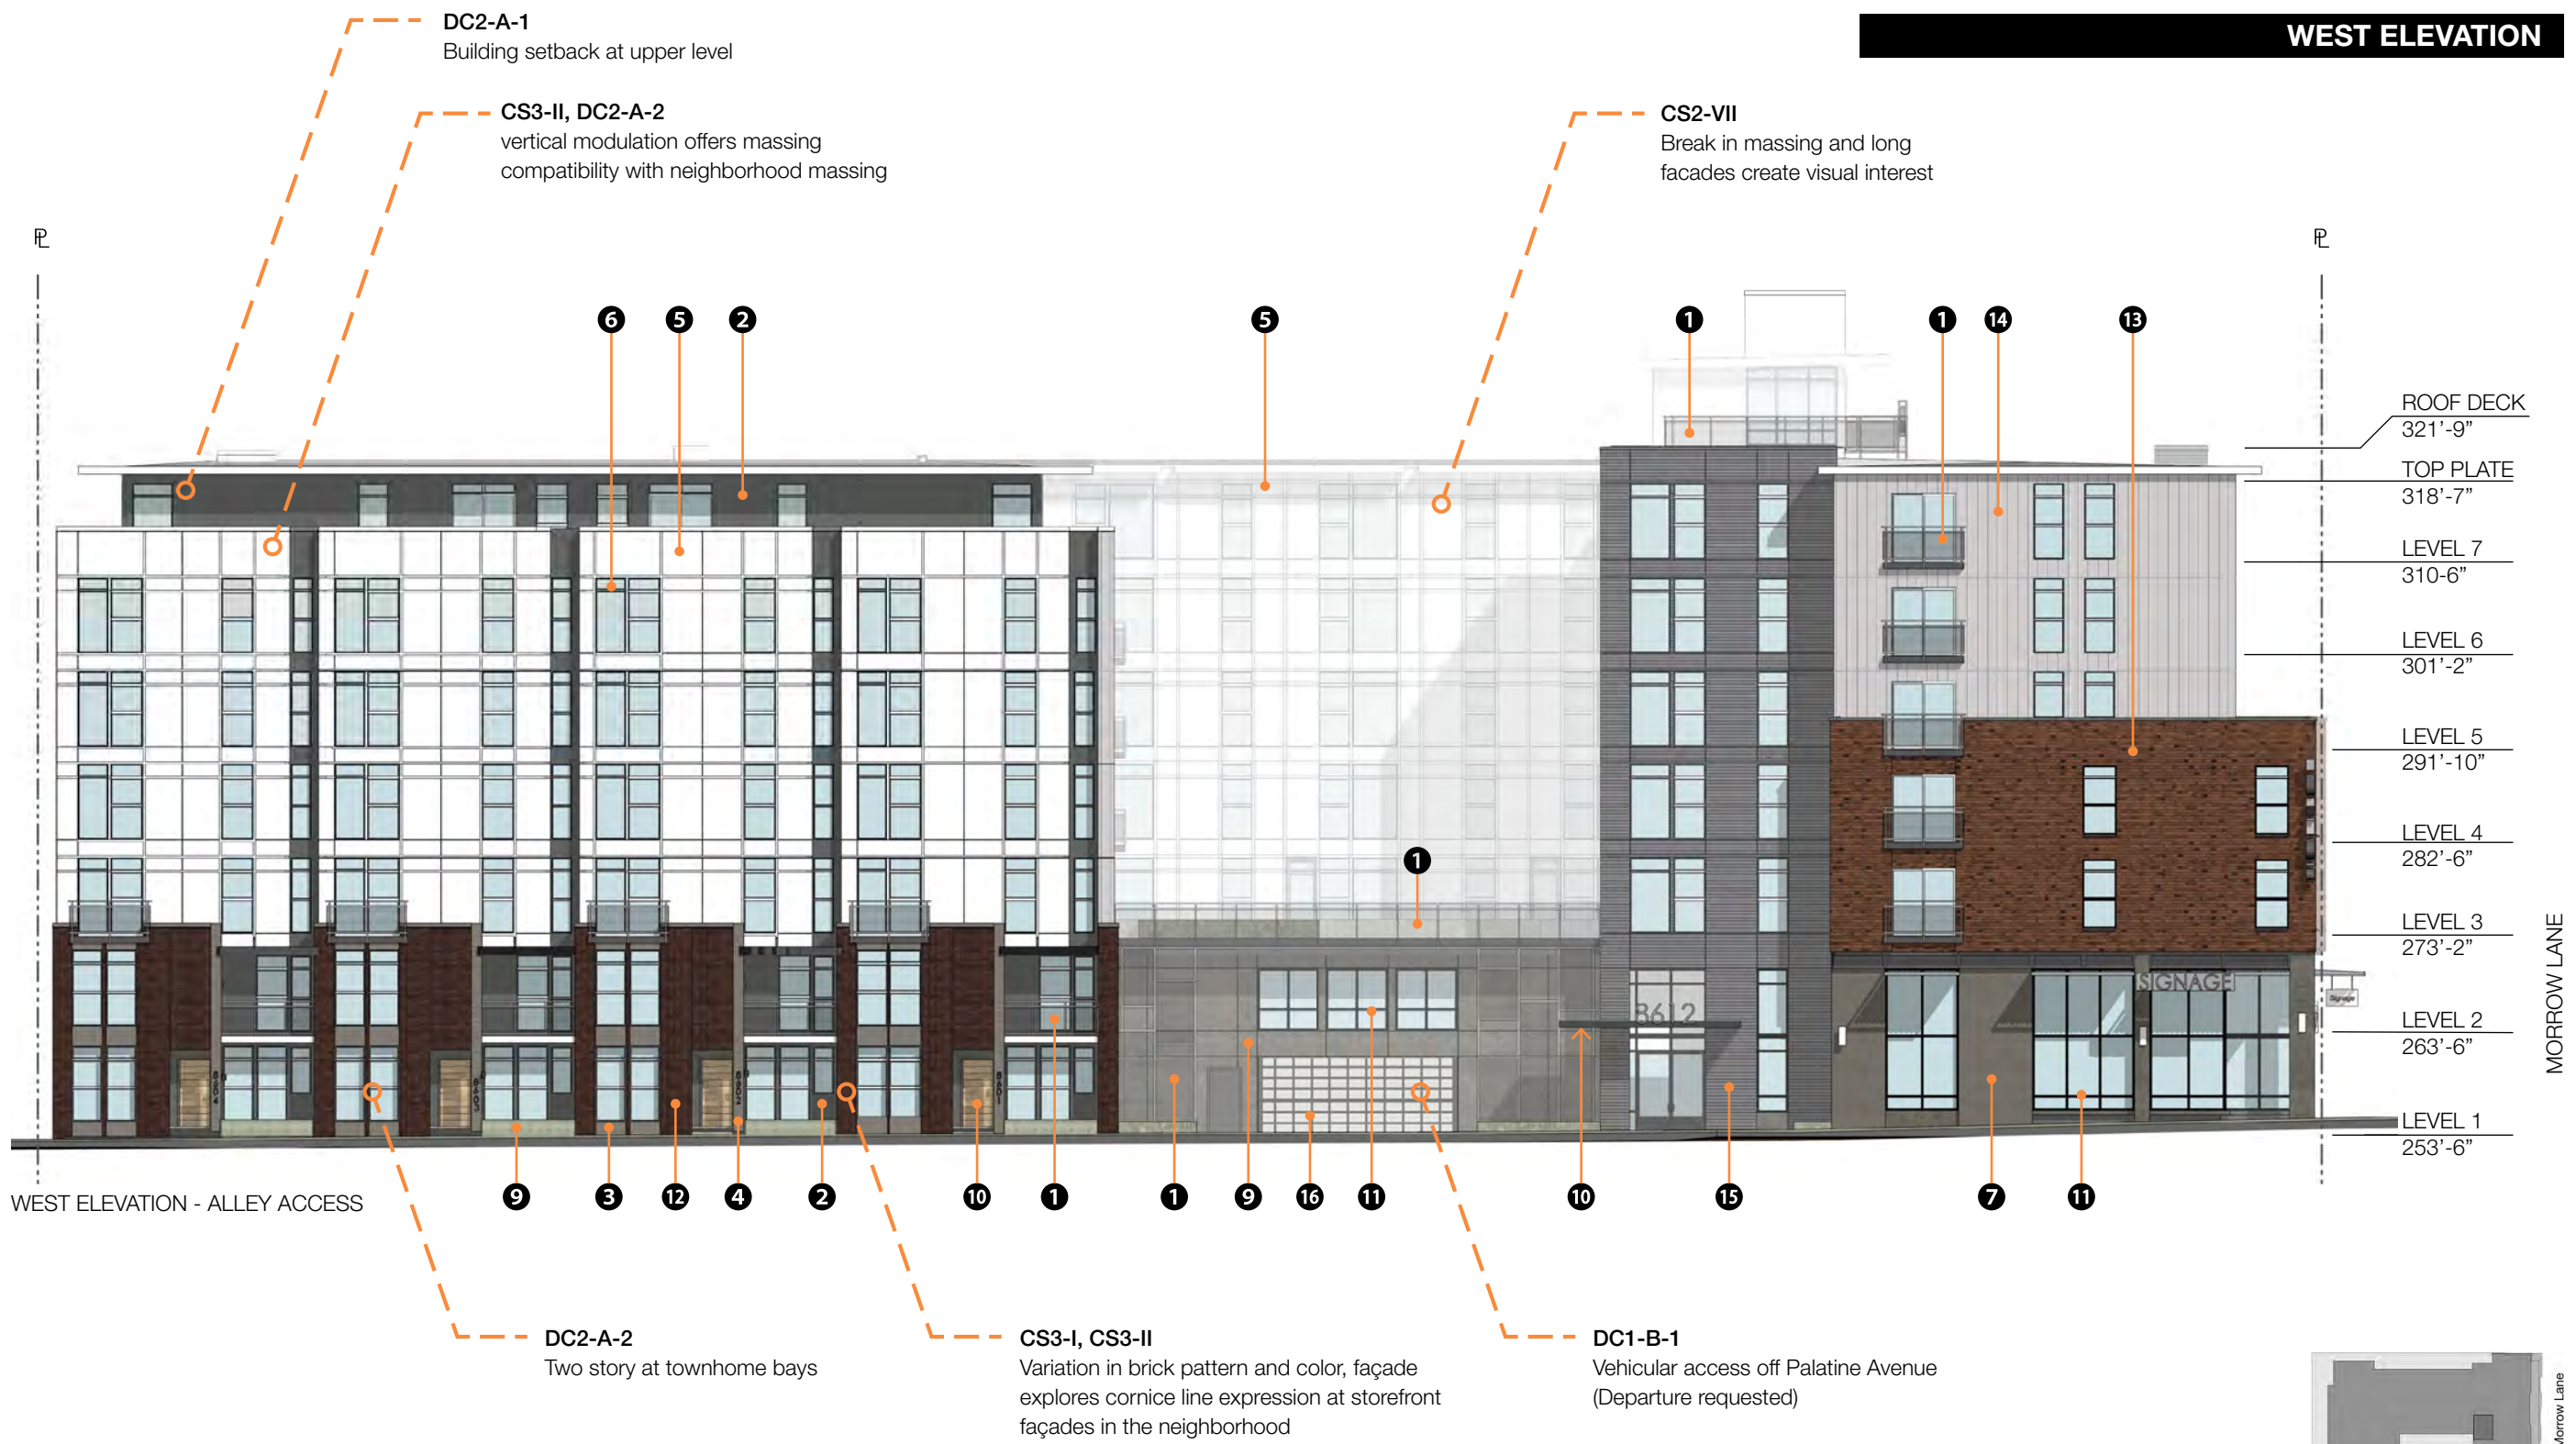 WEST ELEVATION
DC2-A-1
Building setback at upper level
CS3-II, DC2-A-2
vertical modulation offers massing
compatibility with neighborhood massing
CS2-VII
Break in massing and long
facades create visual interest
PL
PL
6
5
2
5
1
1
14
13
ROOF DECK
321'-9"
TOP PLATE
318'-7"
LEVEL 7
310-6"
LEVEL 6
301'-2"
LEVEL 5
291'-10"
LEVEL 4
282'-6"
LEVEL 3
273'-2"
LEVEL 2
263'-6"
LEVEL 1
253'-6"
MORROW LANE
1
SIGNAGE
Signage
8612
8604
8603
8602
8601
WEST ELEVATION - ALLEY ACCESS
9
3
12
4
2
10
1
1
9
16
11
10
15
7
11
DC2-A-2
Two story at townhome bays
CS3-I, CS3-II
Variation in brick pattern and color, façade
explores cornice line expression at storefront
façades in the neighborhood
DC1-B-1
Vehicular access off Palatine Avenue
(Departure requested)
Morrow Lane